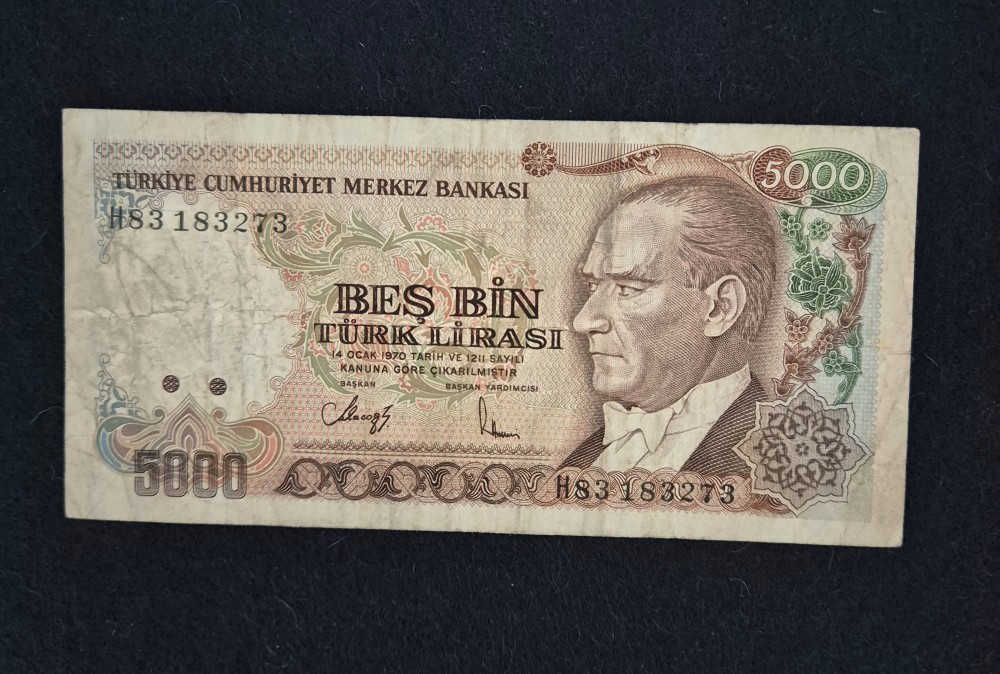 5000
TÜRKİYE CUMHURİYET MERKEZ BANKASI
H83 183273
BEŞ BİN
TÜRK LİRASI
14 OCAK 1970 TARİH VE 1211 SAYILI
KANUNA GÖRE ÇIKARILMIŞTIR
BAŞKAN BAŞKAN YARDIMCISI
5000
H83 183273